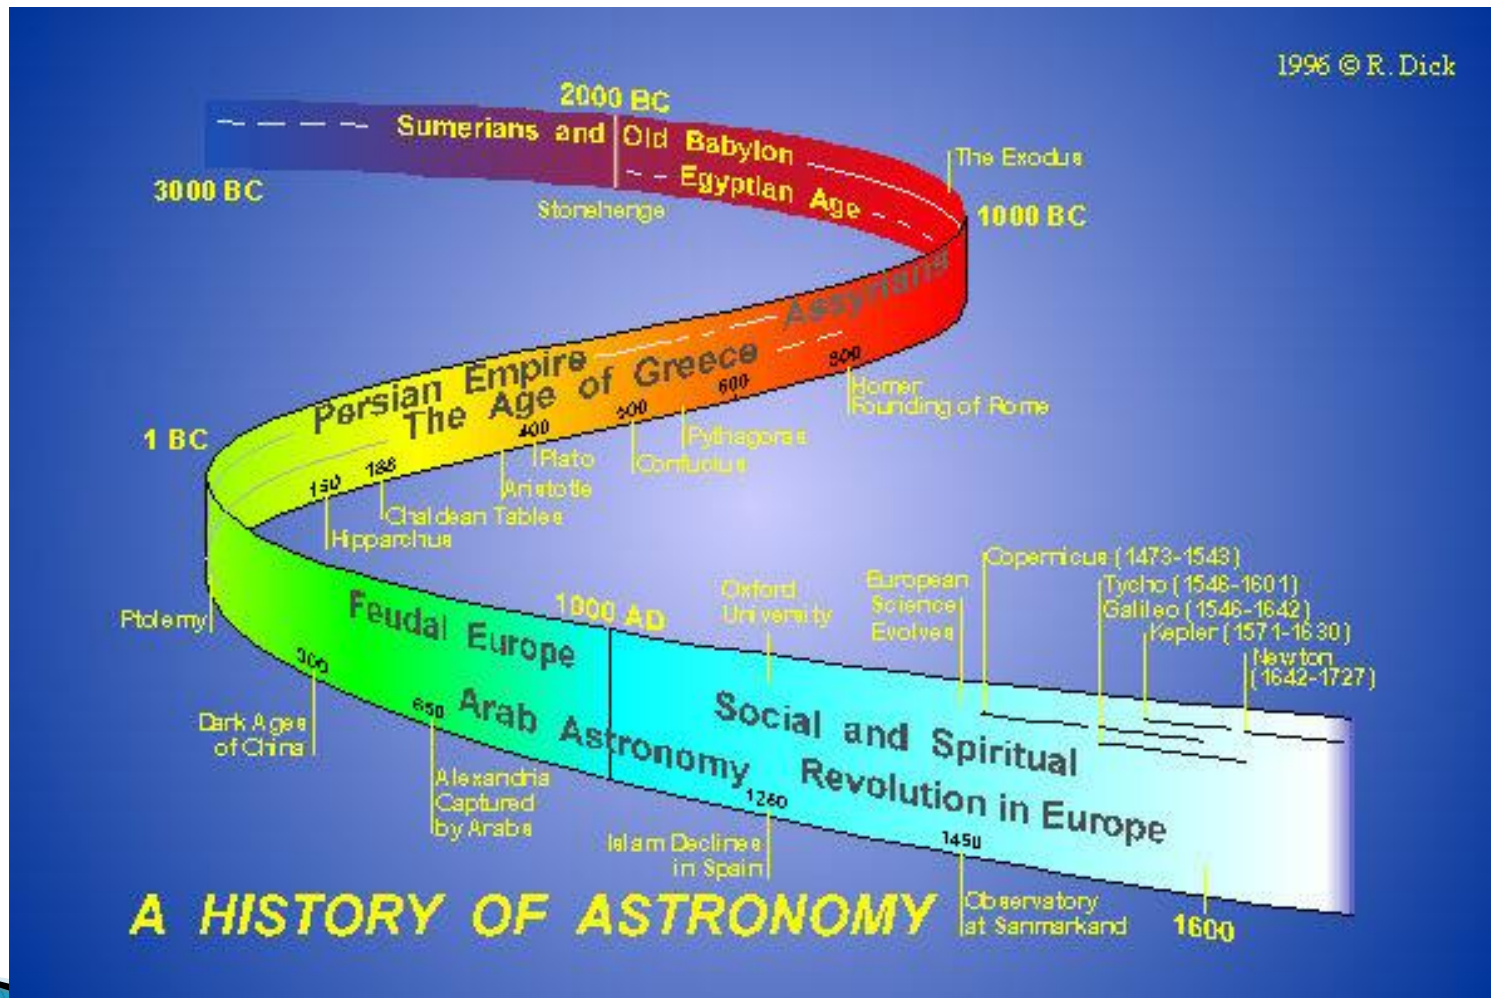 1996 © R. Dick
2000 BC
Sumerians and Old Babylon
Egyptian Age
The Exodus
3000 BC
Stonehenge
1000 BC
Assyrians
Persian Empire
The Age of Greece
800
600
500
400
188
150
Homer
Founding of Rome
1 BC
Pythagoras
Confucius
Plato
Aristotle
Chaldean Tables
Hipparchus
Copernicus (1473-1543)
Tycho (1546-1601)
Galileo (1546-1642)
Kepler (1571-1630)
Newton
(1642-1727)
European
Science
Evolves
Oxford
University
1000 AD
Ptolemy
Feudal Europe
300
650
Arab Astronomy
Social and Spiritual
Revolution in Europe
Dark Ages
of China
Alexandria
Captured
by Arabs
1260
1450
Islam Declines
in Spain
Observatory
at Sanmarkand
1600
A HISTORY OF ASTRONOMY